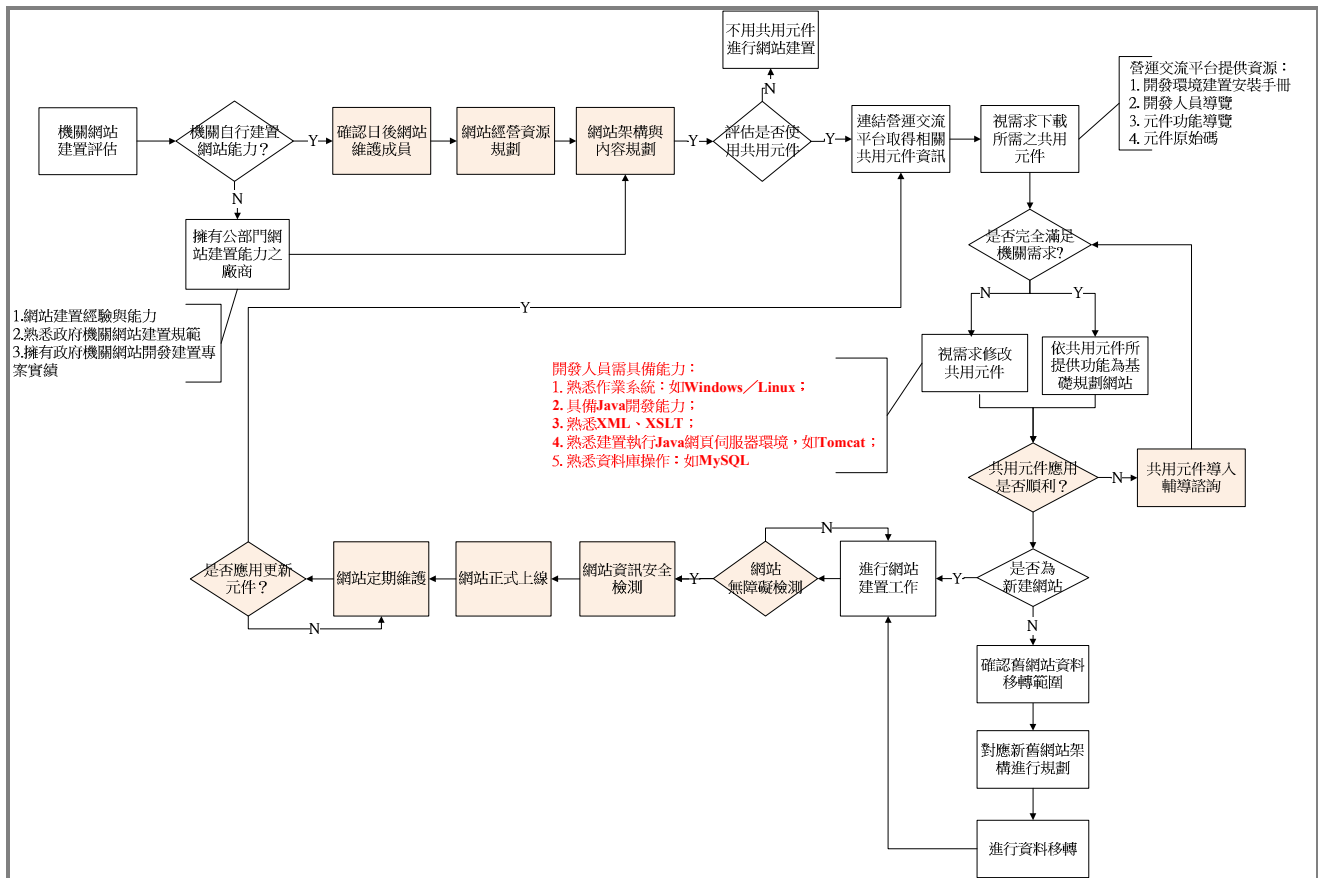 不用共用元件
進行網站建置
N
營運交流平台提供資源：
1. 開發環境建置安裝手冊
2. 開發人員導覽
3. 元件功能導覽
4. 元件原始碼
機關網站
建置評估
機關自行建置
網站能力？
Y
確認日後網站
維護成員
網站經營資源
規劃
網站架構與
內容規劃
Y
評估是否使
用共用元件
Y
連結營運交流
平台取得相關
共用元件資訊
視需求下載
所需之共用
元件
N
擁有公部門網
站建置能力之
廠商
是否完全滿足
機關需求?
1.網站建置經驗與能力
2.熟悉政府機關網站建置規範
3.擁有政府機關網站開發建置專
案實績
Y
N
Y
視需求修改
共用元件
依共用元件所
提供功能為基
礎規劃網站
開發人員需具備能力：
1. 熟悉作業系統：如Windows／Linux；
2. 具備Java開發能力；
3. 熟悉XML、XSLT；
4. 熟悉建置執行Java網頁伺服器環境，如Tomcat；
5. 熟悉資料庫操作：如MySQL
共用元件應用
是否順利？
N
共用元件導入
輔導諮詢
是否應用更新
元件？
N
網站定期維護
網站正式上線
網站資訊安全
檢測
Y
網站
無障礙檢測
N
進行網站
建置工作
Y
是否為
新建網站
N
確認舊網站資料
移轉範圍
對應新舊網站架
構進行規劃
進行資料移轉